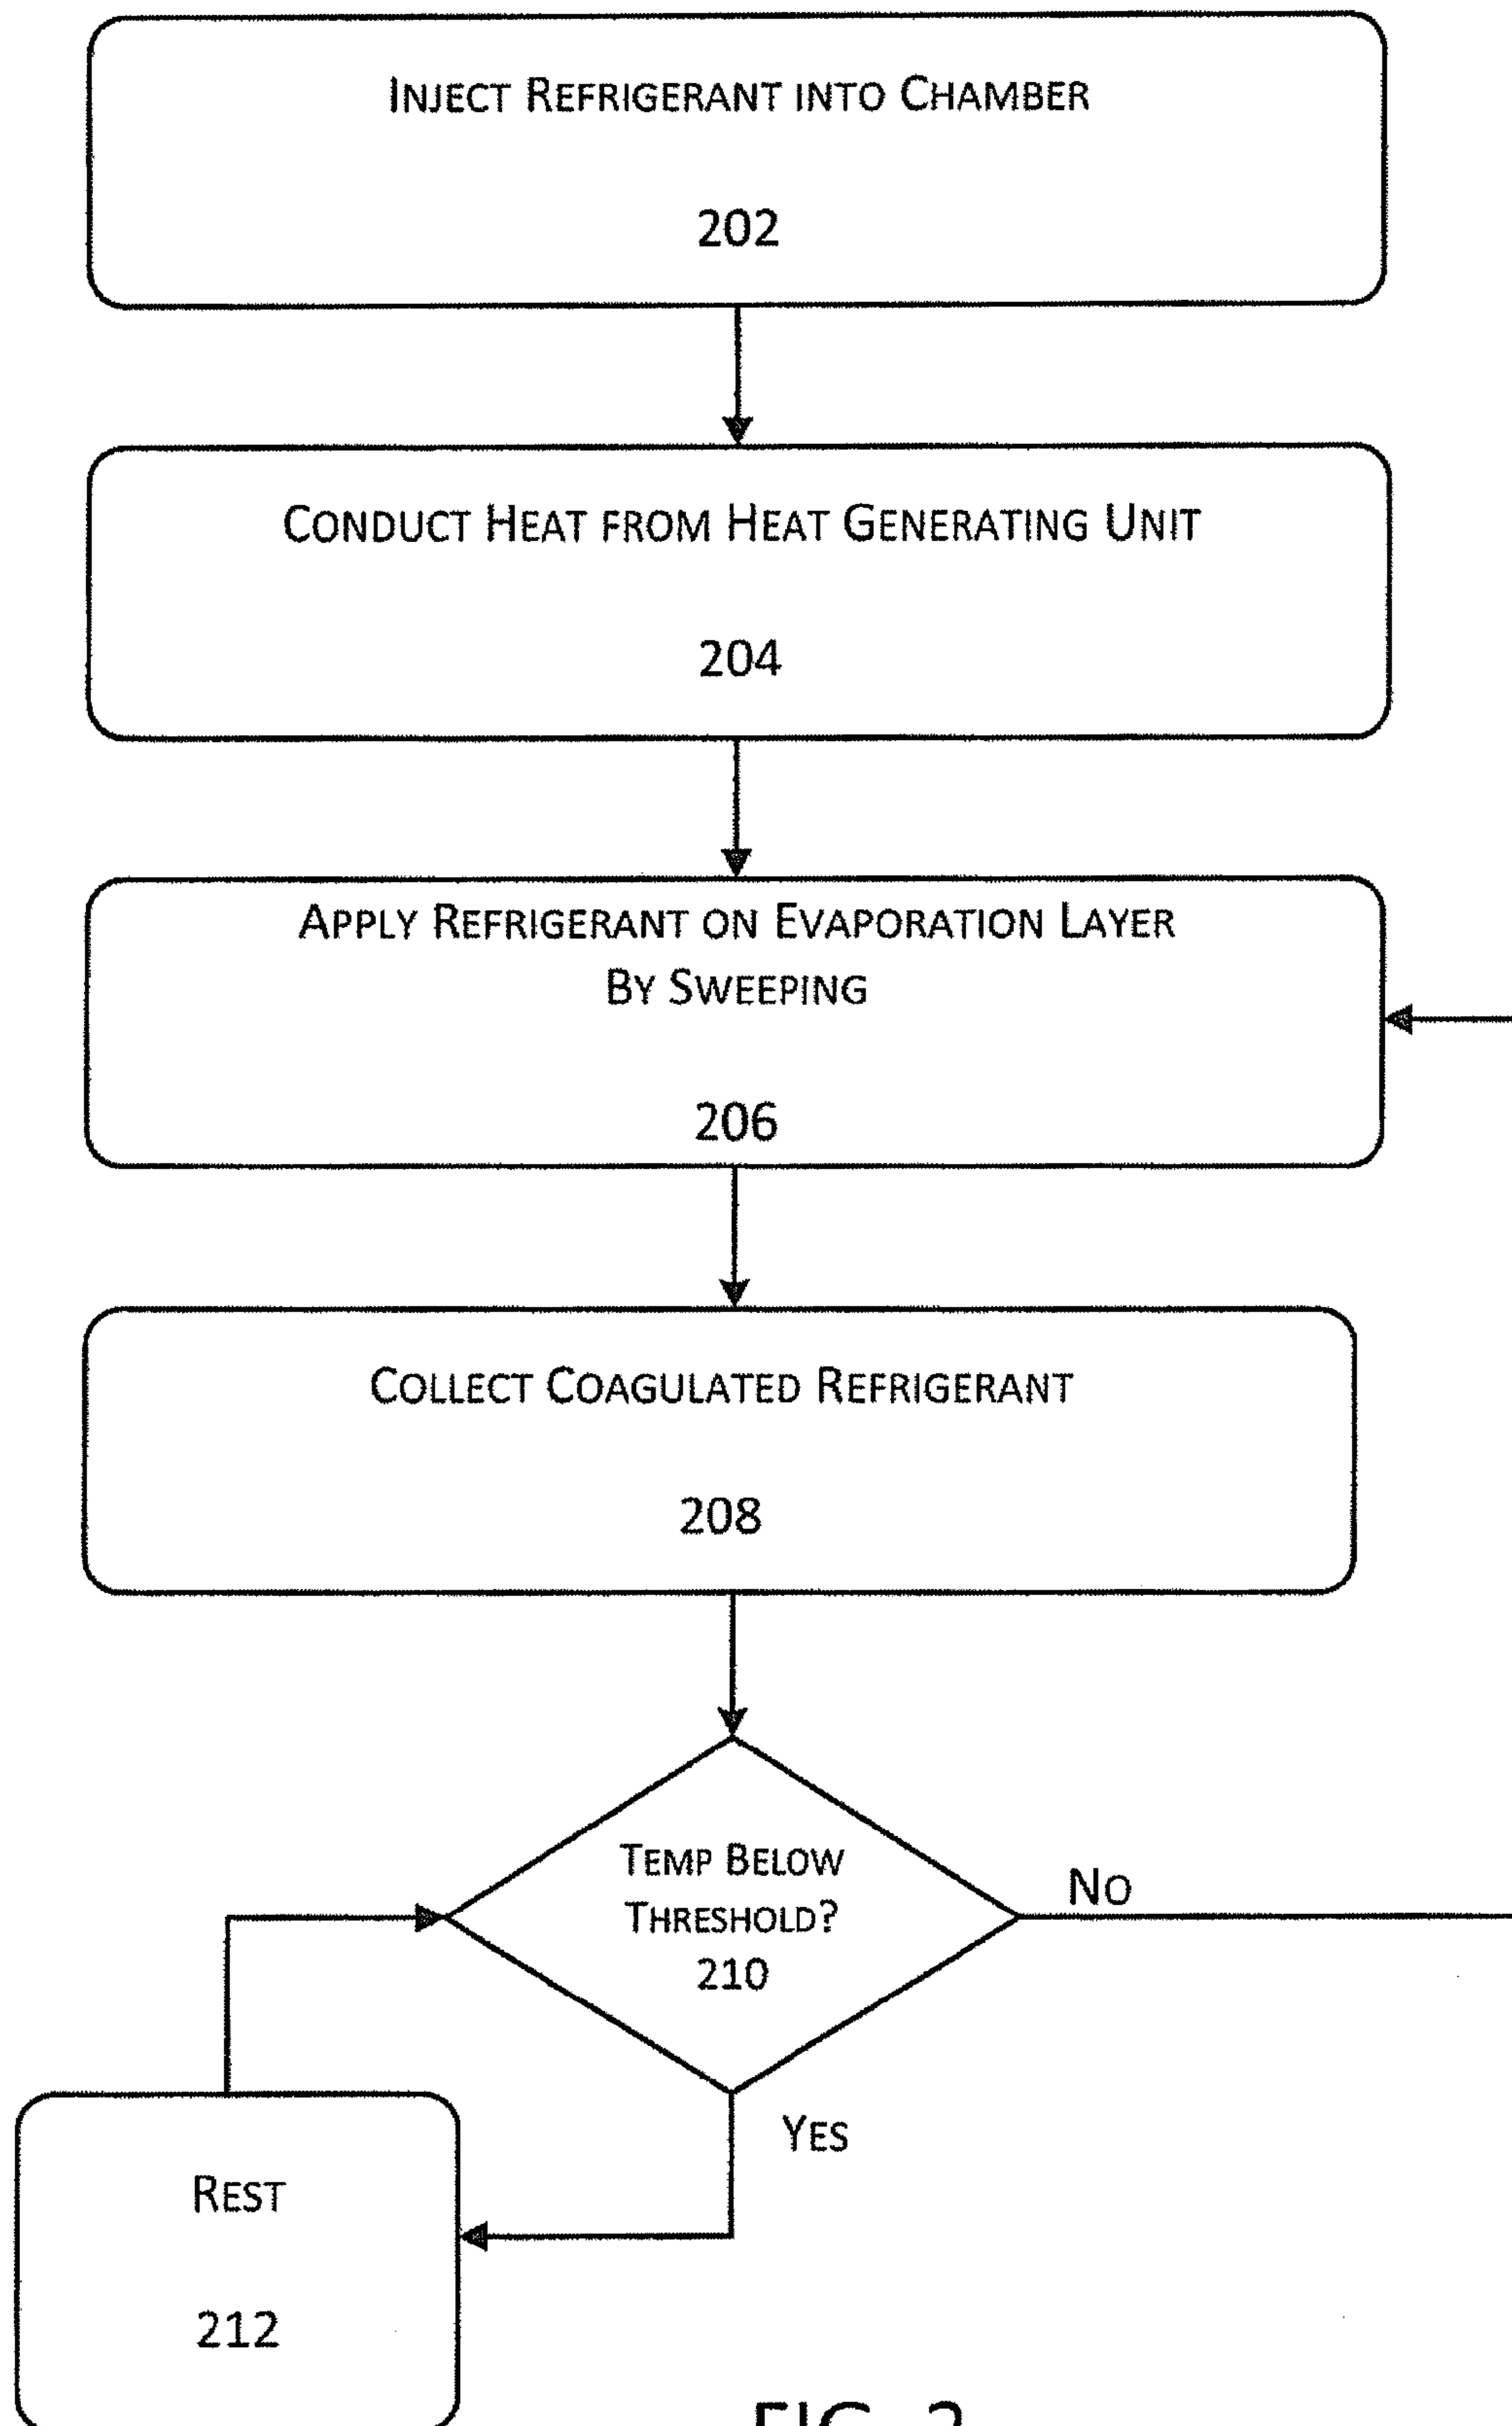 Inject Refrigerant into Chamber
202
Conduct Heat from Heat Generating Unit
204
Apply Refrigerant on Evaporation Layer
By Sweeping
206
Collect Coagulated Refrigerant
208
Temp Below
Threshold?
210
No
Yes
Rest
212